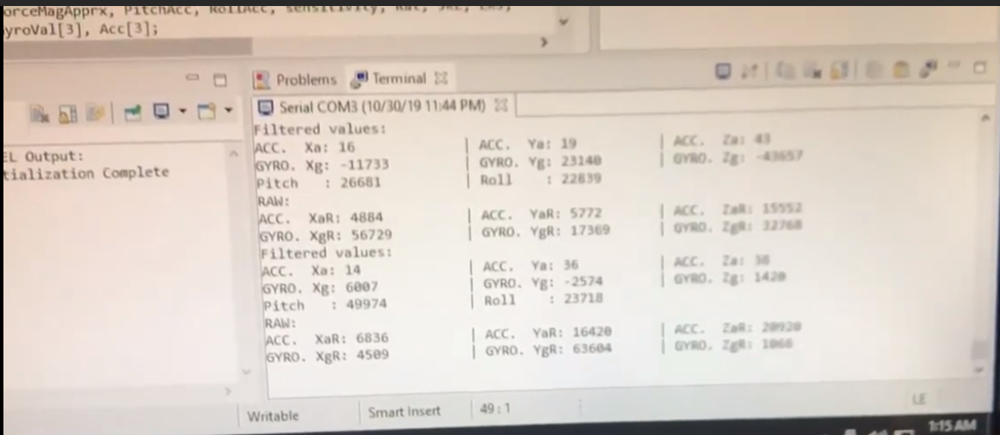 orceMagApprx, PitchAcc, RollAcc, sensitivity, Rat,
yroVal[3], Acc[3];
Problems Terminal
Serial COM3 (10/30/19 11:44 PM)
EL Output:
tialization Complete
Filtered values:
ACC. Xa: 16 | ACC. Ya: 19 | ACC. Za: 43
GYRO. Xg: -11733 | GYRO. Yg: 23140 | GYRO. Zg: -43657
Pitch : 26681 | Roll : 22839
RAW:
ACC. XaR: 4884 | ACC. YaR: 5772 | ACC. ZaR: 15552
GYRO. XgR: 56729 | GYRO. YgR: 17369 | GYRO. ZgR: 32768
Filtered values:
ACC. Xa: 14 | ACC. Ya: 36 | ACC. Za:
GYRO. Xg: 6007 | GYRO. Yg: -2574 | GYRO. Zg: 1420
Pitch : 49974 | Roll : 23718
RAW:
ACC. XaR: 6836 | ACC. YaR: 16420 | ACC. ZaR: 20920
GYRO. XgR: 4509 | GYRO. YgR: 63604 | GYRO. ZgR:
Writable Smart Insert 49:1
LE
1:15 AM